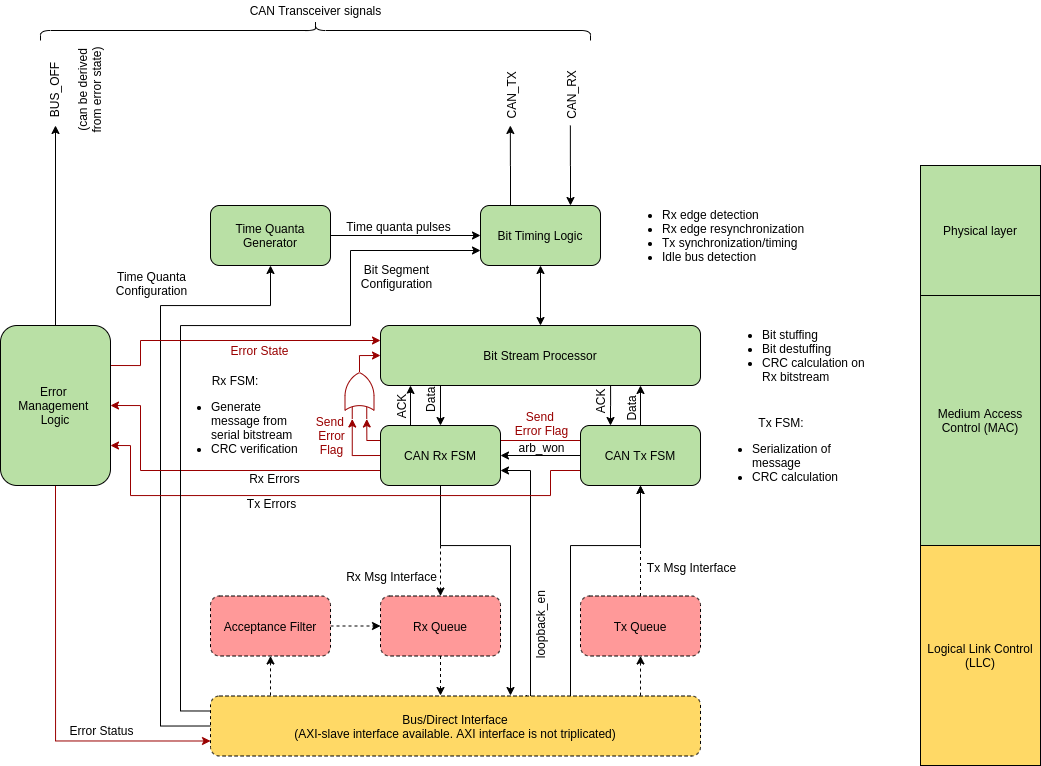 CAN Transceiver signals
BUS_OFF
(can be derived
from error state)
CAN_TX
CAN_RX
Time Quanta
Generator
Time quanta pulses
Bit Timing Logic
• Rx edge detection
• Rx edge resynchronization
• Tx synchronization/timing
• Idle bus detection
Physical layer
Time Quanta
Configuration
Bit Segment
Configuration
Error State
Bit Stream Processor
• Bit stuffing
• Bit destuffing
• CRC calculation on
Rx bitstream
Error
Management
Logic
Rx FSM:
• Generate
message from
serial bitstream
• CRC verification
Send
Error
Flag
ACK
Data
Send
Error Flag
ACK
Data
CAN Rx FSM
arb_won
CAN Tx FSM
Tx FSM:
• Serialization of
message
• CRC calculation
Medium Access
Control (MAC)
Rx Errors
Tx Errors
Rx Msg Interface
Tx Msg Interface
loopback_en
Acceptance Filter
Rx Queue
Tx Queue
Logical Link Control
(LLC)
Error Status
Bus/Direct Interface
(AXI-slave interface available. AXI interface is not triplicated)